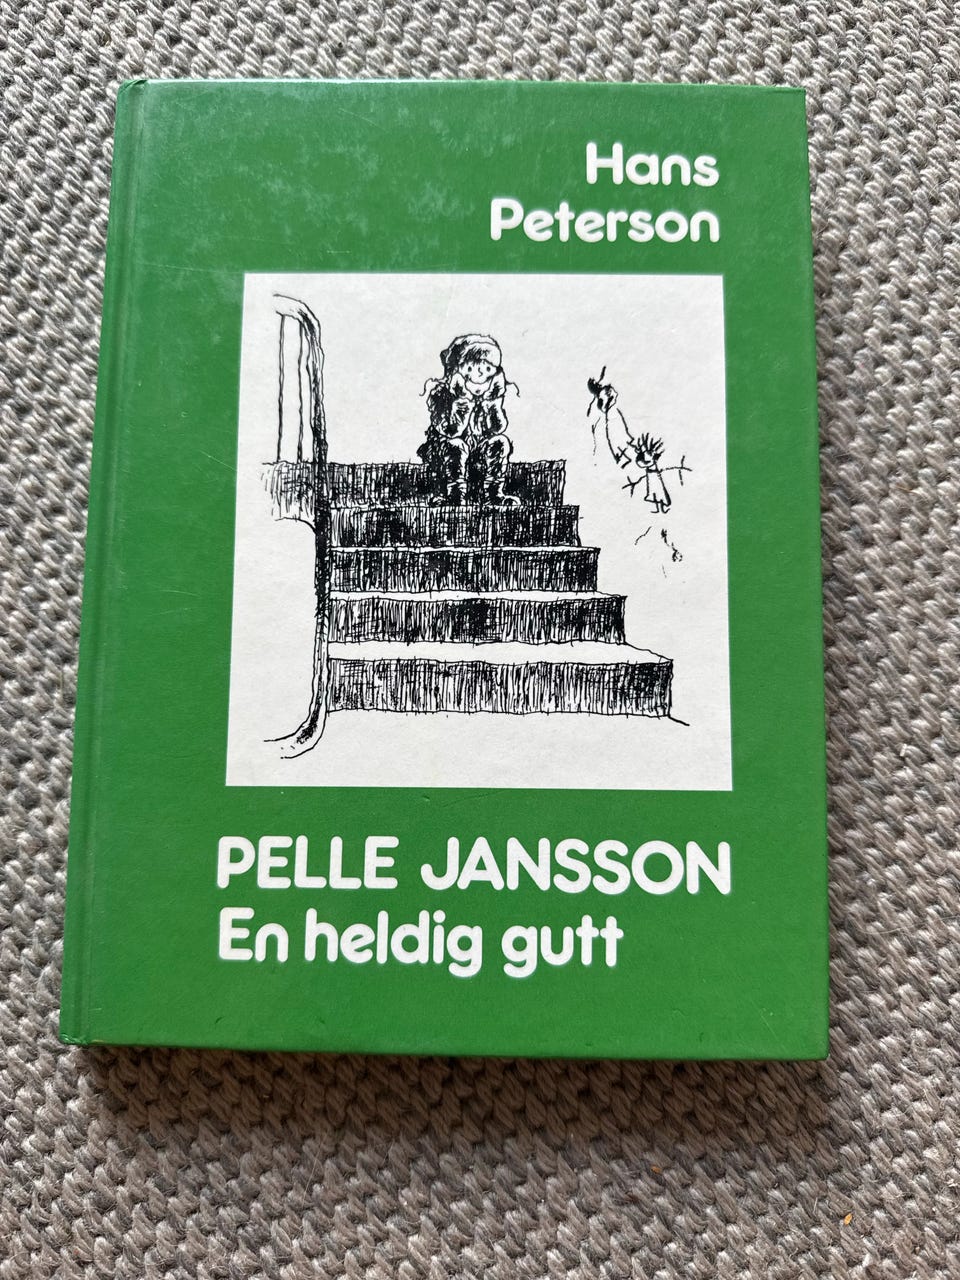 Hans
Peterson
PELLE JANSSON
En heldig gutt